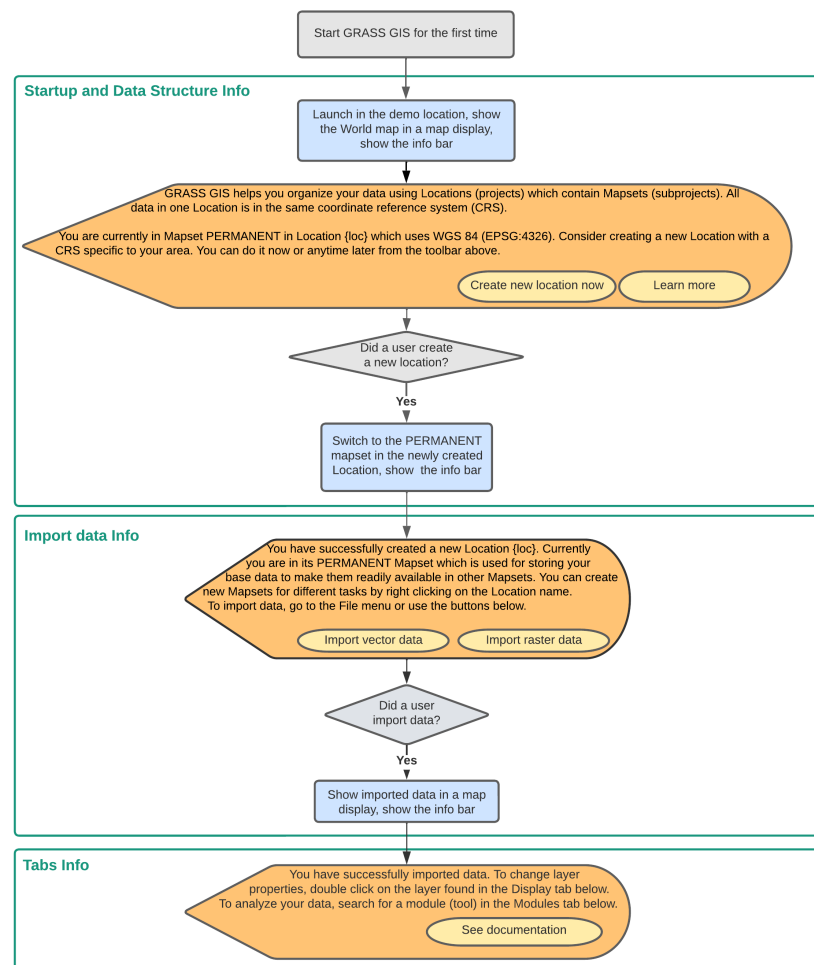 Start GRASS GIS for the first time
Startup and Data Structure Info
Launch in the demo location, show
the World map in a map display,
show the info bar
GRASS GIS helps you organize your data using Locations (projects) which contain Mapsets (subprojects). All
data in one Location is in the same coordinate reference system (CRS).
You are currently in Mapset PERMANENT in Location {loc} which uses WGS 84 (EPSG:4326). Consider creating a new Location with a
CRS specific to your area. You can do it now or anytime later from the toolbar above.
Create new location now
Learn more
Did a user create
a new location?
Yes
Switch to the PERMANENT
mapset in the newly created
Location, show  the info bar
Import data Info
You have successfully created a new Location {loc}. Currently
you are in its PERMANENT Mapset which is used for storing your
base data to make them readily available in other Mapsets. You can create
new Mapsets for different tasks by right clicking on the Location name.
To import data, go to the File menu or use the buttons below.
Import vector data
Import raster data
Did a user
import data?
Yes
Show imported data in a map
display, show the info bar
Tabs Info
You have successfully imported data. To change layer
properties, double click on the layer found in the Display tab below.
To analyze your data, search for a module (tool) in the Modules tab below.
See documentation